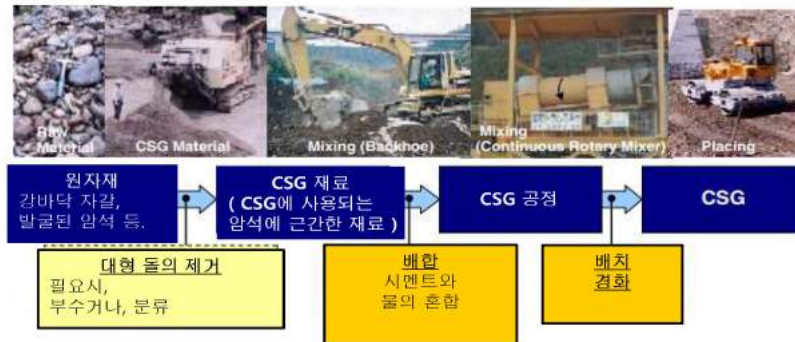 Raw
Material
CSG Material
Mixing (Backhoe)
Mixing
(Continuous Rotary Mixer)
Placing
원자재
강바닥 자갈,
발굴된 암석 등.
CSG 재료
( CSG에 사용되는
암석에 근간한 재료 )
CSG 공정
CSG
대형 돌의 제거
필요시,
부수거나, 분류
배합
시멘트와
물의 혼합
배치
경화